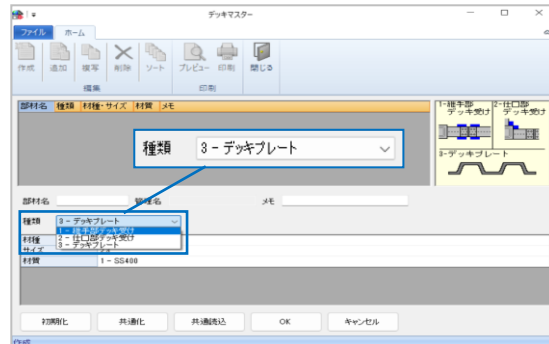 デッキマスター
ファイル ホーム
作成 追加 複写 削除 ソート プレビュー 印刷 閉じる
編集 印刷
部材名 種類 材種・サイズ 材質 メモ
1-継手部デッキ受け
2-仕口部デッキ受け
3-デッキプレート
種類 3 - デッキプレート
部材名 管理名 メモ
種類 3 - デッキプレート
1 - 継手部デッキ受け
2 - 仕口部デッキ受け
3 - デッキプレート
材種
サイズ
材質 1 - SS400
初期化 共通化 共通読込 OK キャンセル
作成